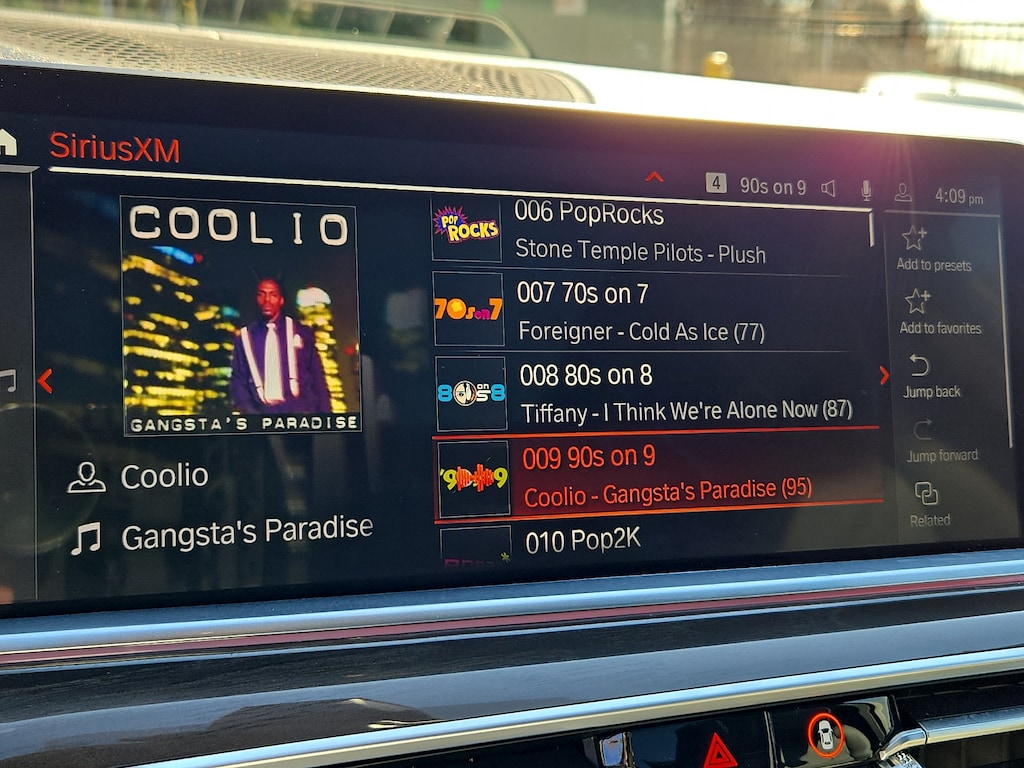 SiriusXM
4 90s on 9 4:09 pm
COOLIO
GANGSTA'S PARADISE
Coolio
Gangsta's Paradise
POP ROCKS
006 PopRocks
Stone Temple Pilots - Plush
70s on 7
007 70s on 7
Foreigner - Cold As Ice (77)
80s on 8
008 80s on 8
Tiffany - I Think We're Alone Now (87)
'90s on 9
009 90s on 9
Coolio - Gangsta's Paradise (95)
010 Pop2K
Add to presets
Add to favorites
Jump back
Jump forward
Related